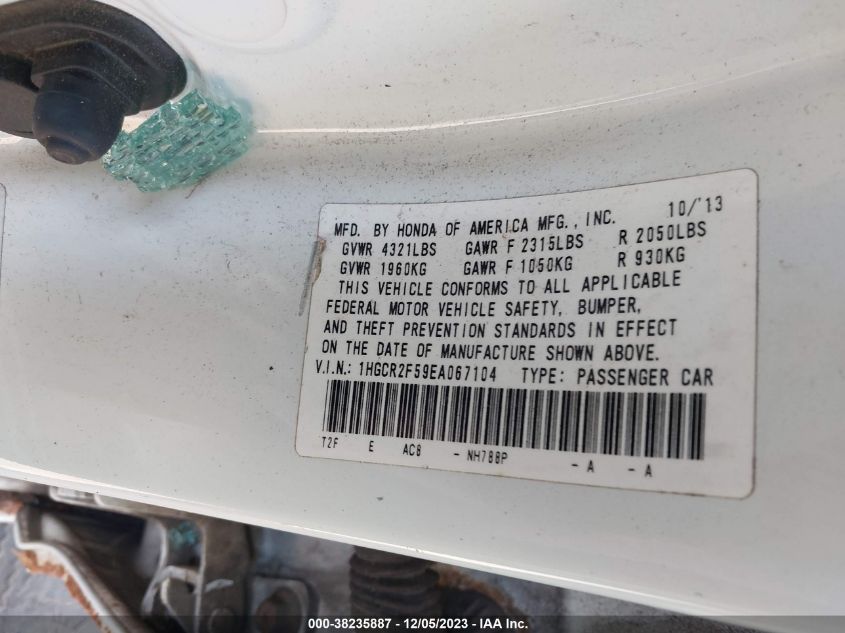 MFD. BY HONDA OF AMERICA MFG., INC. 10/'13
GVWR 4321LBS GAWR F 2315LBS R 2050LBS
GVWR 1960KG GAWR F 1050KG R 930KG
THIS VEHICLE CONFORMS TO ALL APPLICABLE
FEDERAL MOTOR VEHICLE SAFETY, BUMPER,
AND THEFT PREVENTION STANDARDS IN EFFECT
ON THE DATE OF MANUFACTURE SHOWN ABOVE.
V.I.N.: 1HGCR2F59EA067104 TYPE: PASSENGER CAR
T2F E AC8 - NH788P - A - A
000-38235887 - 12/05/2023 - IAA Inc.